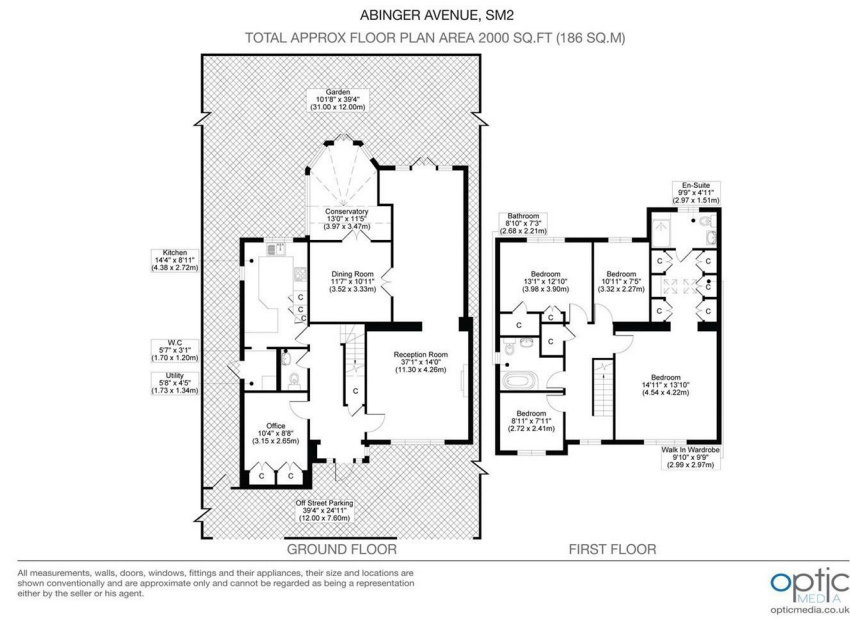 ABINGER AVENUE, SM2
TOTAL APPROX FLOOR PLAN AREA 2000 SQ.FT (186 SQ.M)
Garden
101'8" x 39'4"
(31.00 x 12.00m)
Conservatory
13'0" x 11'5"
(3.97 x 3.47m)
Kitchen
14'4" x 8'11"
(4.38 x 2.72m)
Dining Room
11'7" x 10'11"
(3.52 x 3.33m)
C
C
C
W.C
5'7" x 3'1"
(1.70 x 1.20m)
Utility
5'8" x 4'5"
(1.73 x 1.34m)
Reception Room
37'1" x 14'0"
(11.30 x 4.26m)
C
Office
10'4" x 8'8"
(3.15 x 2.65m)
C
C
Off Street Parking
39'4" x 24'11"
(12.00 x 7.60m)
GROUND FLOOR
En-Suite
9'9" x 4'11"
(2.97 x 1.51m)
Bathroom
8'10" x 7'3"
(2.68 x 2.21m)
Bedroom
13'1" x 12'10"
(3.98 x 3.90m)
Bedroom
10'11" x 7'5"
(3.32 x 2.27m)
C
C
C
C
C
C
C
C
Bedroom
14'11" x 13'10"
(4.54 x 4.22m)
Bedroom
8'11" x 7'11"
(2.72 x 2.41m)
Walk In Wardrobe
9'10" x 9'9"
(2.99 x 2.97m)
FIRST FLOOR
All measurements, walls, doors, windows, fittings and their appliances, their size and locations are
shown conventionally and are approximate only and cannot be regarded as being a representation
either by the seller or his agent.
optic
MEDIA
opticmedia.co.uk